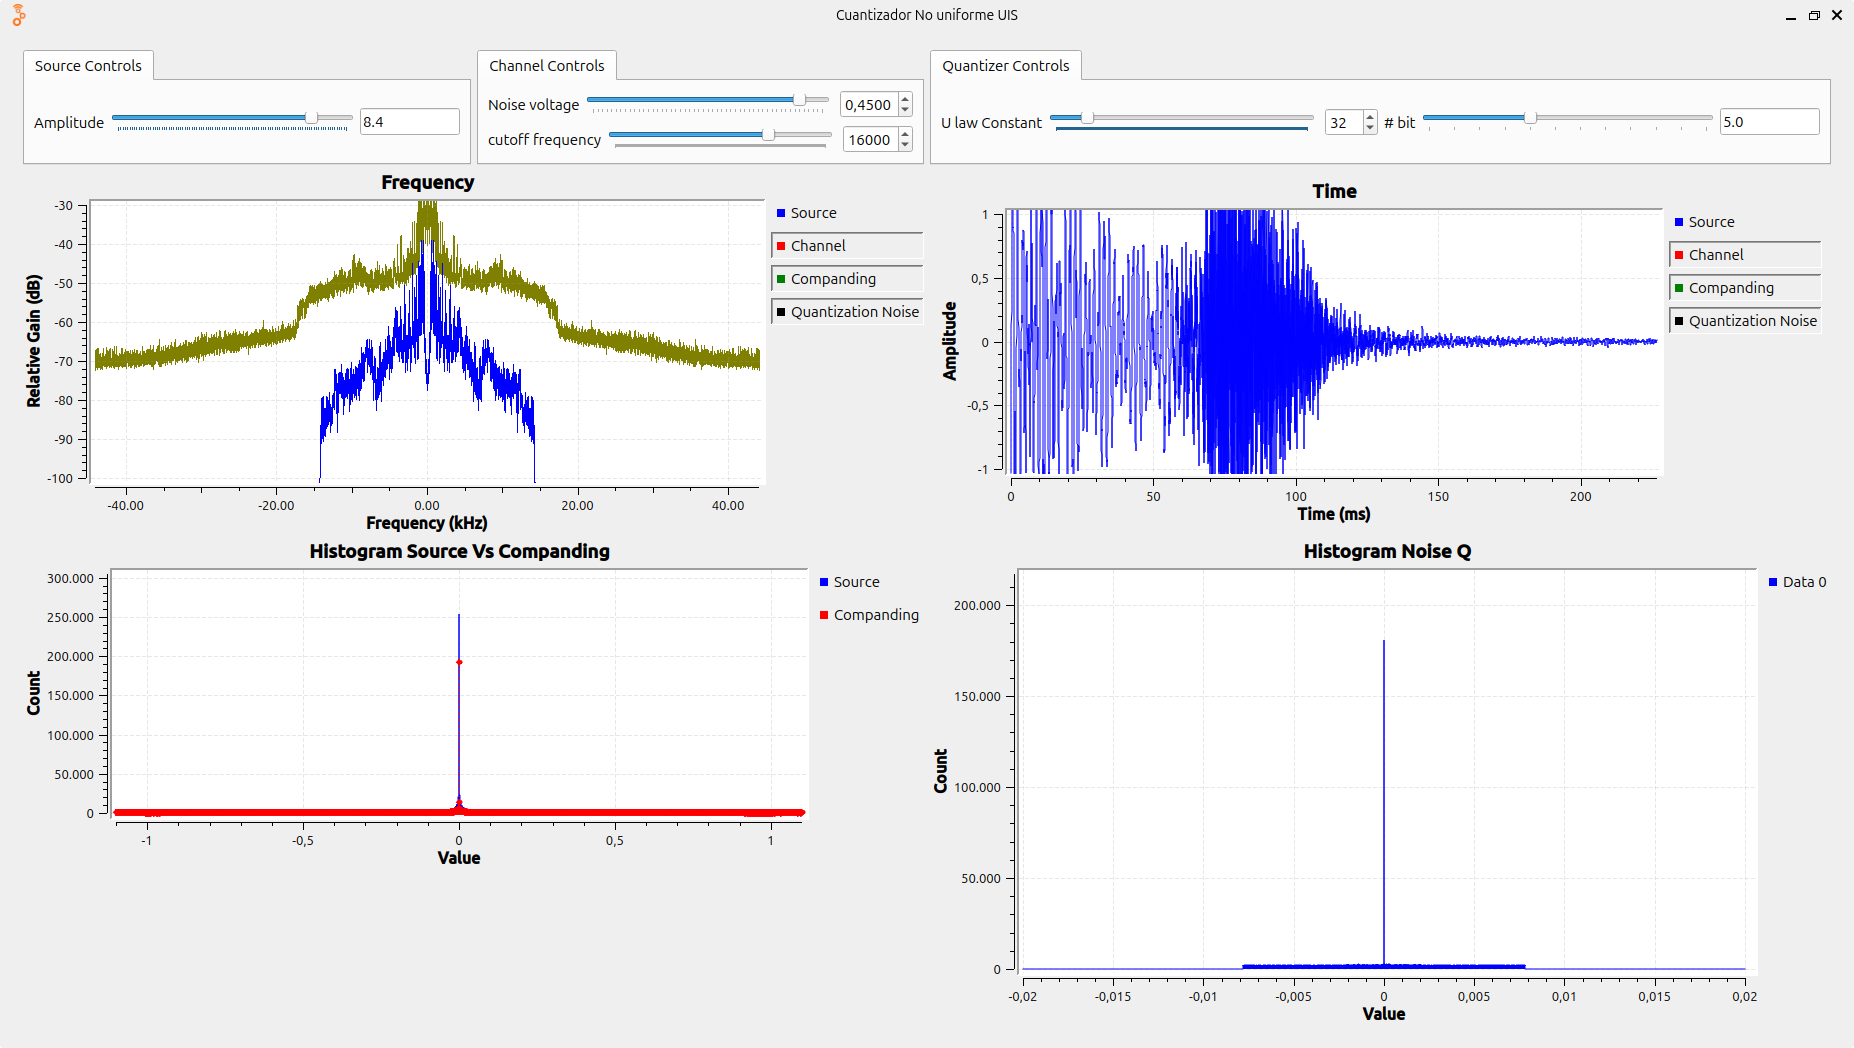 Cuantizador No uniforme UIS
Source Controls
Amplitude 8.4
Channel Controls
Noise voltage 0,4500
cutoff frequency 16000
Quantizer Controls
U law Constant 32 # bit 5.0
Frequency
Relative Gain (dB)
-30
-40
-50
-60
-70
-80
-90
-100
-40.00 -20.00 0.00 20.00 40.00
Frequency (kHz)
Source
Channel
Companding
Quantization Noise
Time
Amplitude
1
0,5
0
-0,5
-1
0 50 100 150 200
Time (ms)
Source
Channel
Companding
Quantization Noise
Histogram Source Vs Companding
Count
300.000
250.000
200.000
150.000
100.000
50.000
0
-1 -0,5 0 0,5 1
Value
Source
Companding
Histogram Noise Q
Count
200.000
150.000
100.000
50.000
0
-0,02 -0,015 -0,01 -0,005 0 0,005 0,01 0,015 0,02
Value
Data 0